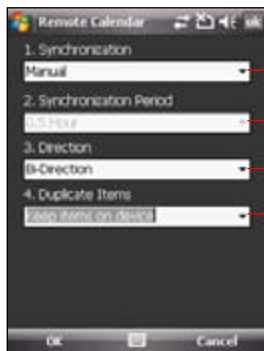 Remote Calendar ok
1. Synchronization
Manual
2. Synchronization Period
0.5 Hour
3. Direction
Bi-Direction
4. Duplicate Items
Keep items on device
OK Cancel